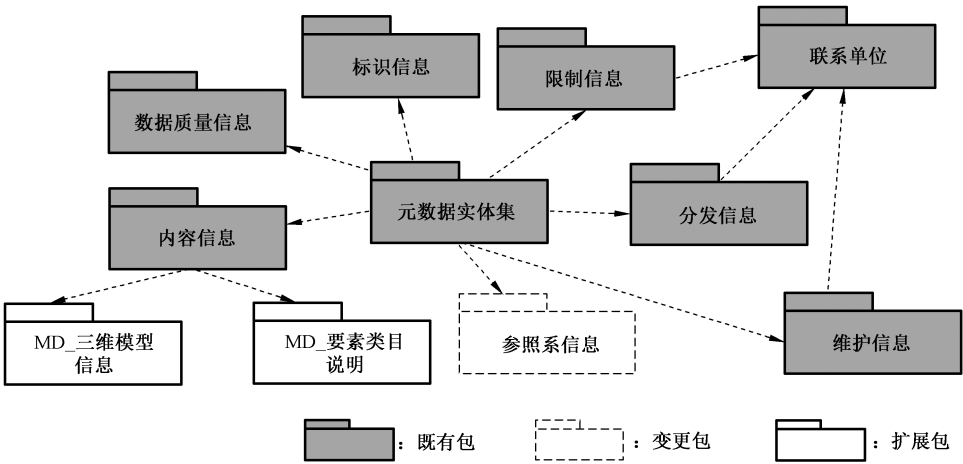 标识信息
限制信息
联系单位
数据质量信息
元数据实体集
分发信息
内容信息
MD_三维模型
信息
MD_要素类目
说明
参照系信息
维护信息
：既有包
：变更包
：扩展包